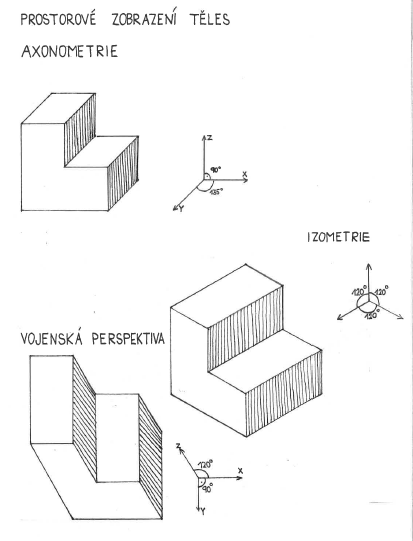 PROSTOROVÉ ZOBRAZENÍ TĚLES
AXONOMETRIE
Z
90°
X
135°
Y
IZOMETRIE
120° 120°
120°
VOJENSKÁ PERSPEKTIVA
Z
120°
X
90°
Y